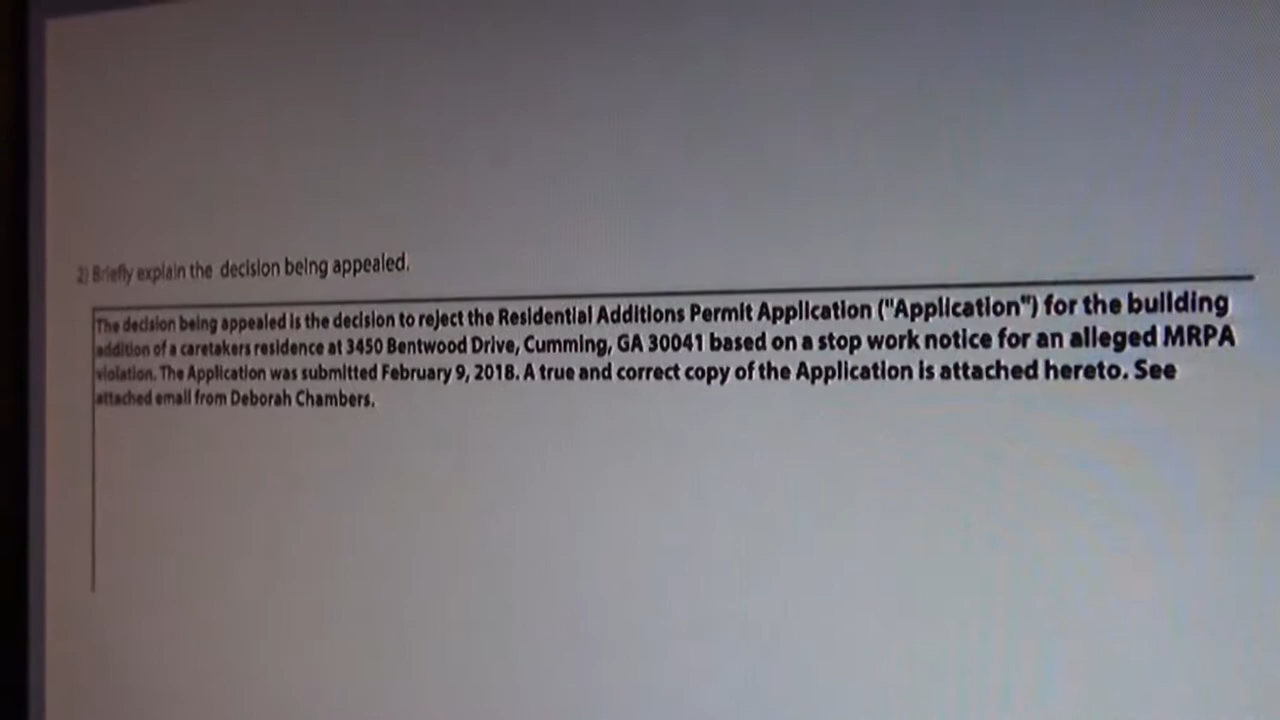 2) Briefly explain the decision being appealed.
The decision being appealed is the decision to reject the Residential Additions Permit Application ("Application") for the building
addition of a caretakers residence at 3450 Bentwood Drive, Cumming, GA 30041 based on a stop work notice for an alleged MRPA
violation. The Application was submitted February 9, 2018. A true and correct copy of the Application is attached hereto. See
attached email from Deborah Chambers.